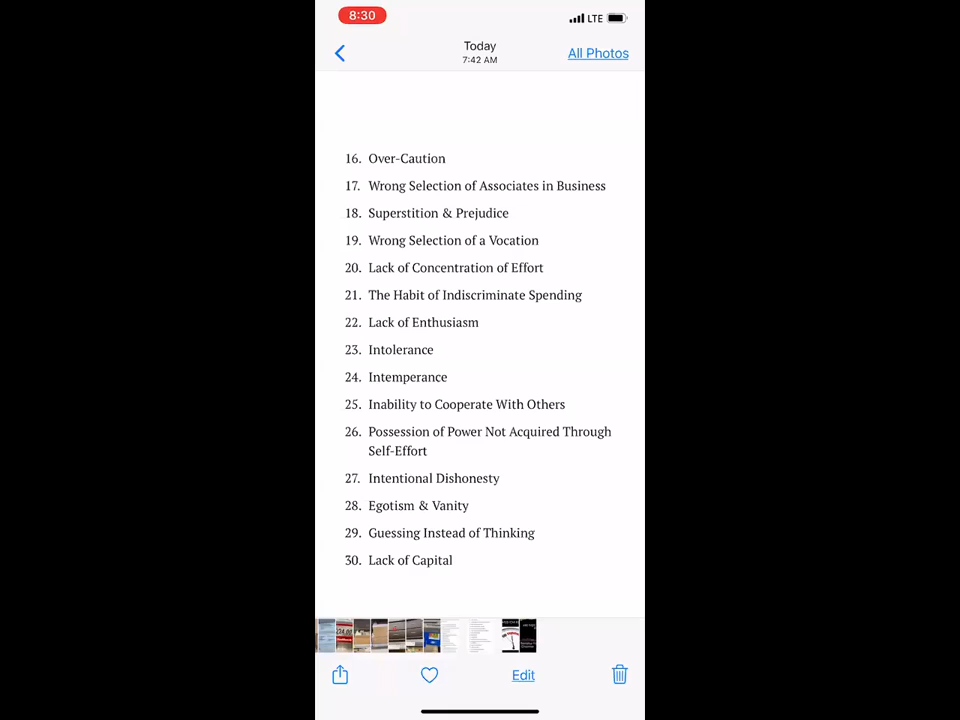 8:30
LTE
Today
7:42 AM
All Photos
16. Over-Caution
17. Wrong Selection of Associates in Business
18. Superstition & Prejudice
19. Wrong Selection of a Vocation
20. Lack of Concentration of Effort
21. The Habit of Indiscriminate Spending
22. Lack of Enthusiasm
23. Intolerance
24. Intemperance
25. Inability to Cooperate With Others
26. Possession of Power Not Acquired Through
Self-Effort
27. Intentional Dishonesty
28. Egotism & Vanity
29. Guessing Instead of Thinking
30. Lack of Capital
Edit